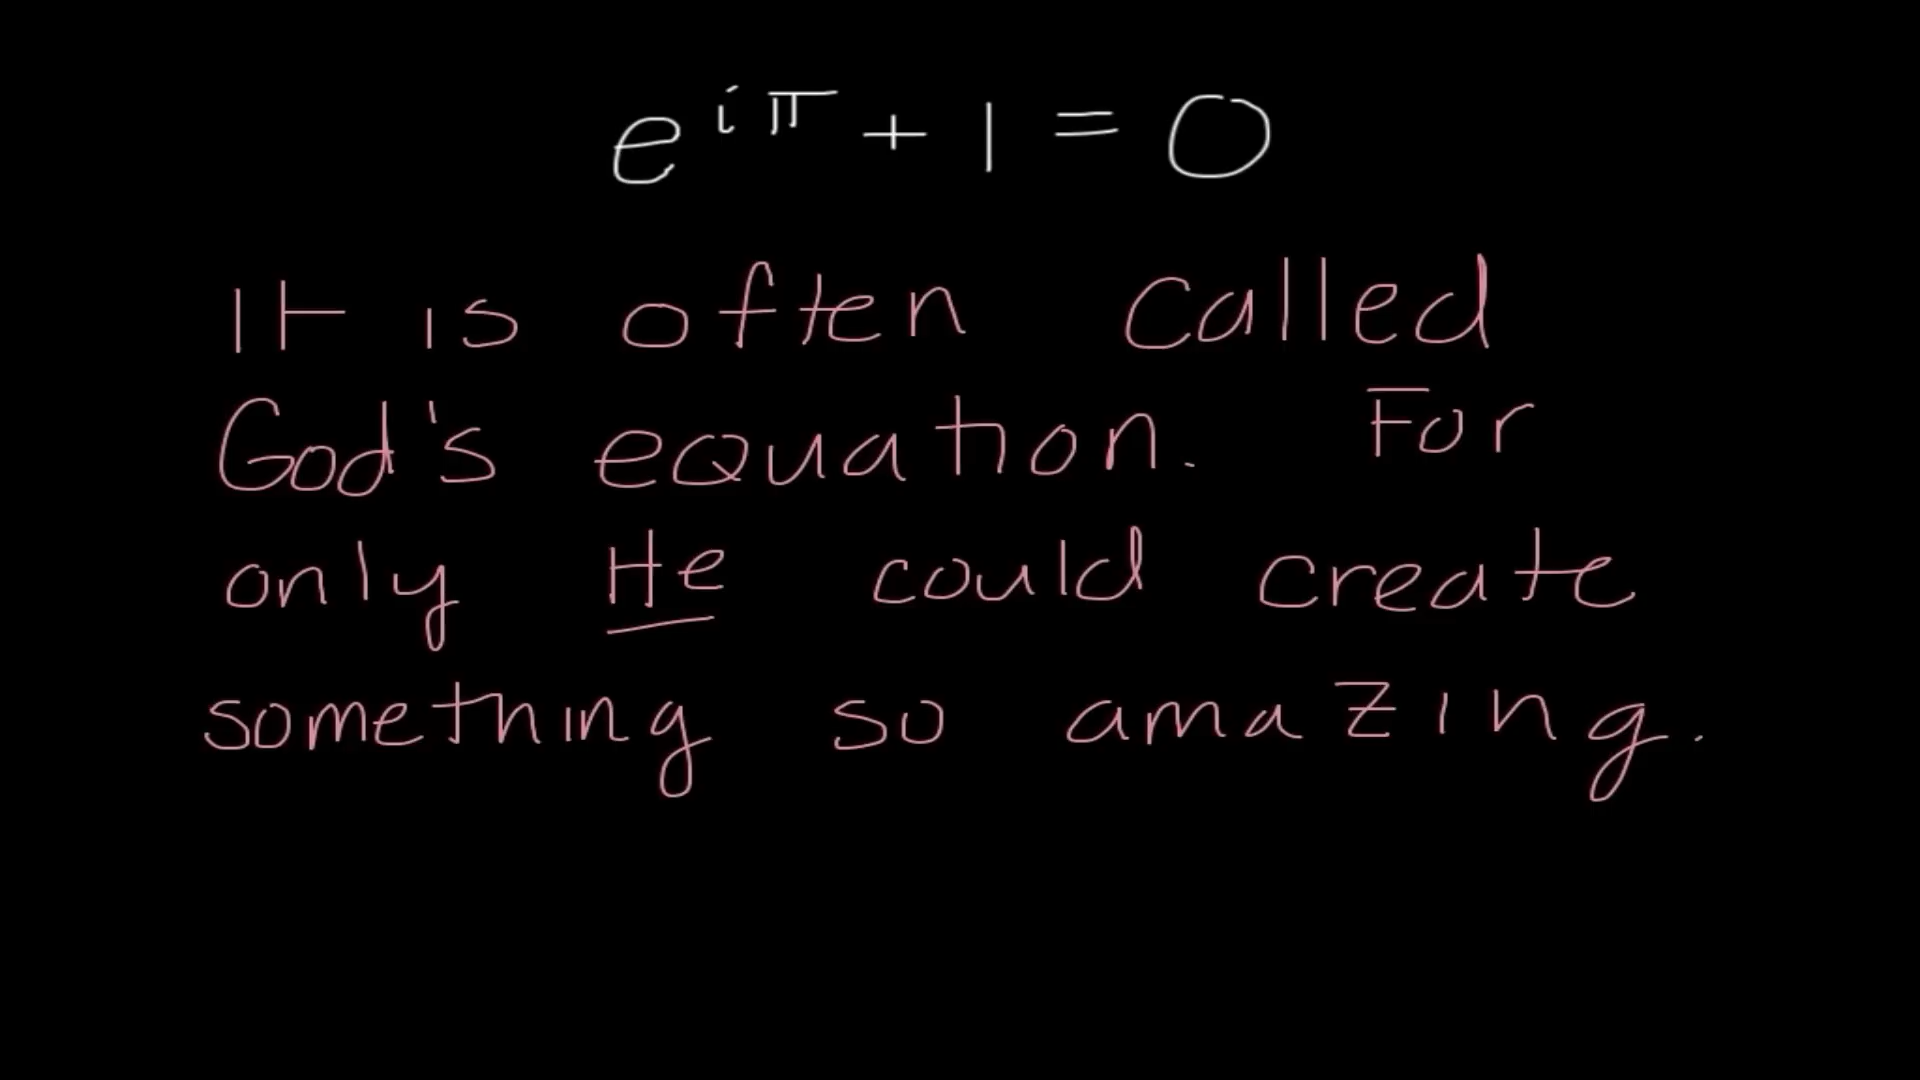 e^{iπ} + 1 = 0
It is often called
God's equation. For
only He could create
something so amazing.